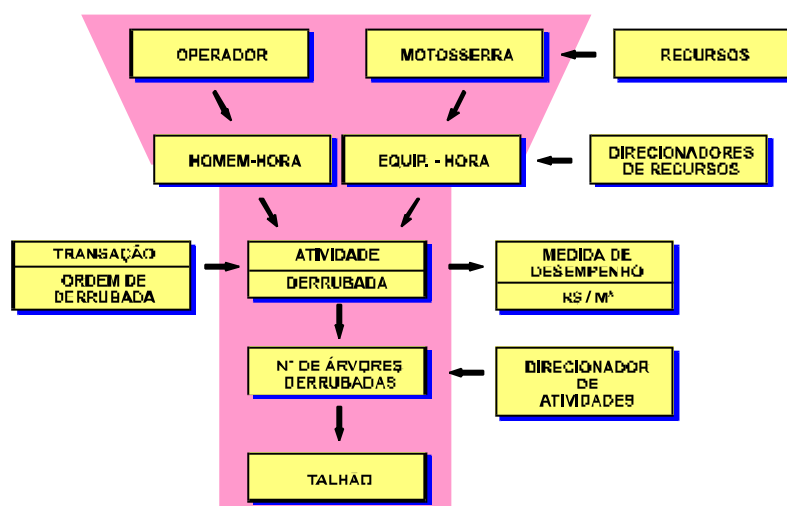 OPERADOR
MOTOSSERRA
RECURSOS
HOMEM-HORA
EQUIP. - HORA
DIRECIONADORES
DE RECURSOS
TRANSAÇÃO
ORDEM DE
DERRUBADA
ATIVIDADE
DERRUBADA
MEDIDA DE
DESEMPENHO
R$ / M³
N° DE ÁRVORES
DERRUBADAS
DIRECIONADOR
DE
ATIVIDADES
TALHÃO